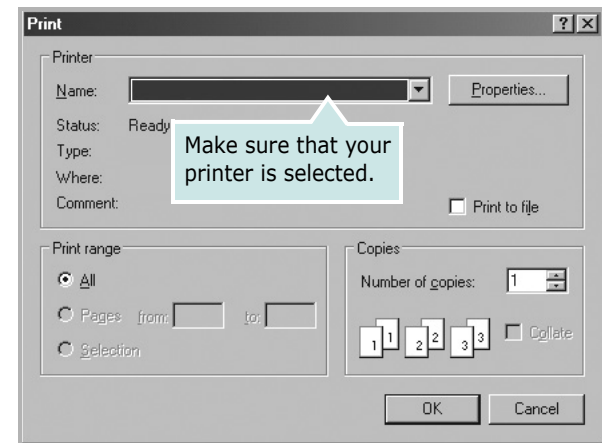 Print
Printer
Name:
Properties...
Status: Ready
Make sure that your
printer is selected.
Type:
Where:
Comment:
Print to file
Print range
All
Pages from: to:
Selection
Copies
Number of copies: 1
1 1 2 2 3 3
Collate
OK Cancel